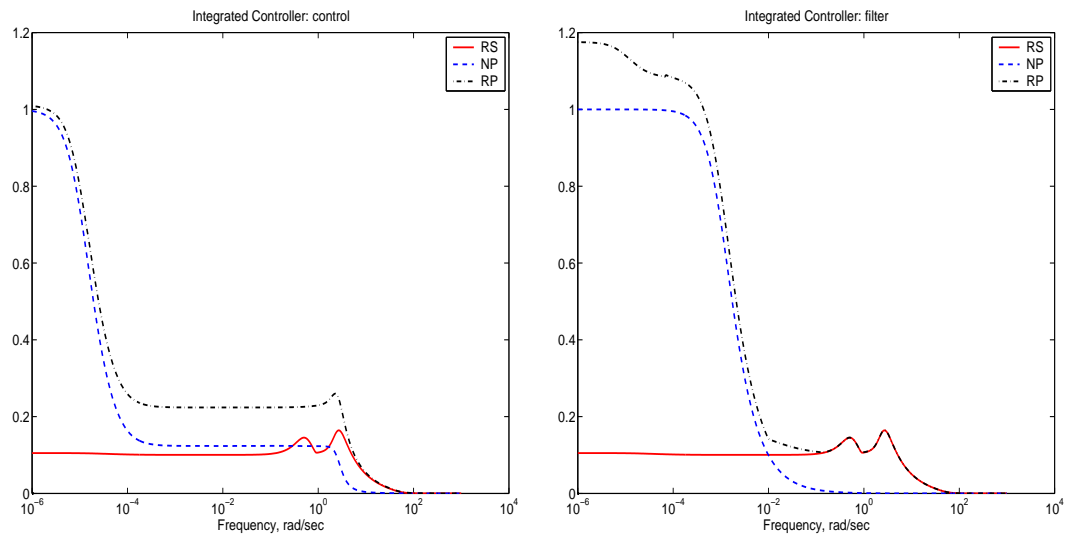 Integrated Controller: control
1.2
1
0.8
0.6
0.4
0.2
0
RS
NP
RP
10^−6
10^−4
10^−2
10^0
10^2
10^4
Frequency, rad/sec
Integrated Controller: filter
1.2
1
0.8
0.6
0.4
0.2
0
RS
NP
RP
10^−6
10^−4
10^−2
10^0
10^2
10^4
Frequency, rad/sec